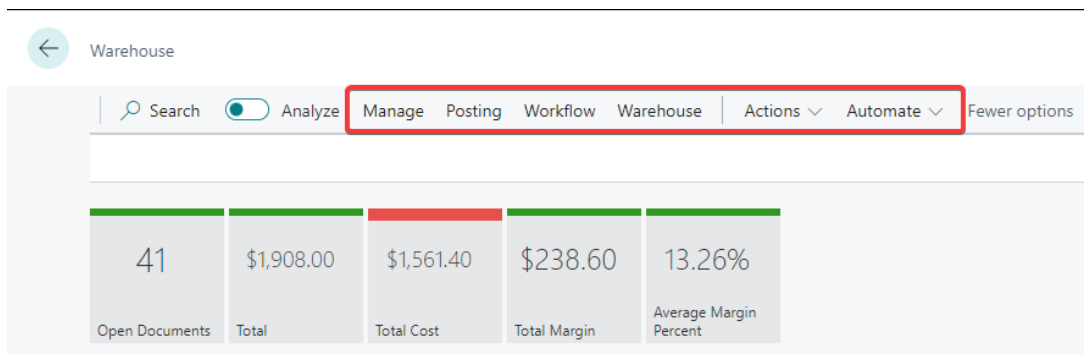 Warehouse
Search Analyze Manage Posting Workflow Warehouse Actions Automate Fewer options
41 $1,908.00 $1,561.40 $238.60 13.26%
Open Documents Total Total Cost Total Margin Average Margin
Percent